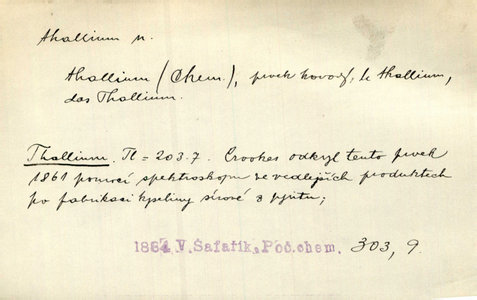 thallium n.
thallium (Chem.), prvek kovový, le thallium,
das Thallium.
Thallium. Tl = 203.7. Crookes odkryl tento prvek
1861 pomocí spektroskopu ve vedlejších produktech
po fabrikaci kyseliny sírové z pyritu;
186 V. Šafařík, Poč. chem. 303, 9.